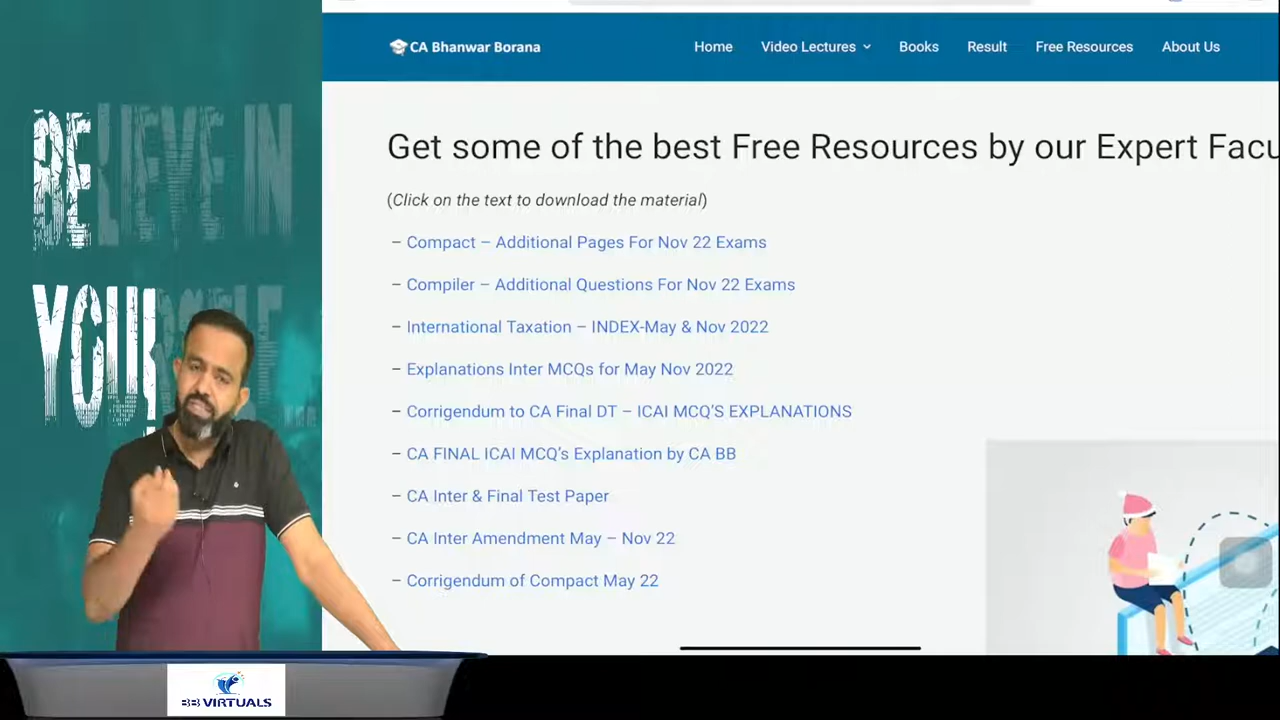 BELIEVE IN
YOURSELF
CA Bhanwar Borana
Home Video Lectures Books Result Free Resources About Us
Get some of the best Free Resources by our Expert Facu
(Click on the text to download the material)
– Compact – Additional Pages For Nov 22 Exams
– Compiler – Additional Questions For Nov 22 Exams
– International Taxation – INDEX-May & Nov 2022
– Explanations Inter MCQs for May Nov 2022
– Corrigendum to CA Final DT – ICAI MCQ'S EXPLANATIONS
– CA FINAL ICAI MCQ's Explanation by CA BB
– CA Inter & Final Test Paper
– CA Inter Amendment May – Nov 22
– Corrigendum of Compact May 22
BB VIRTUALS